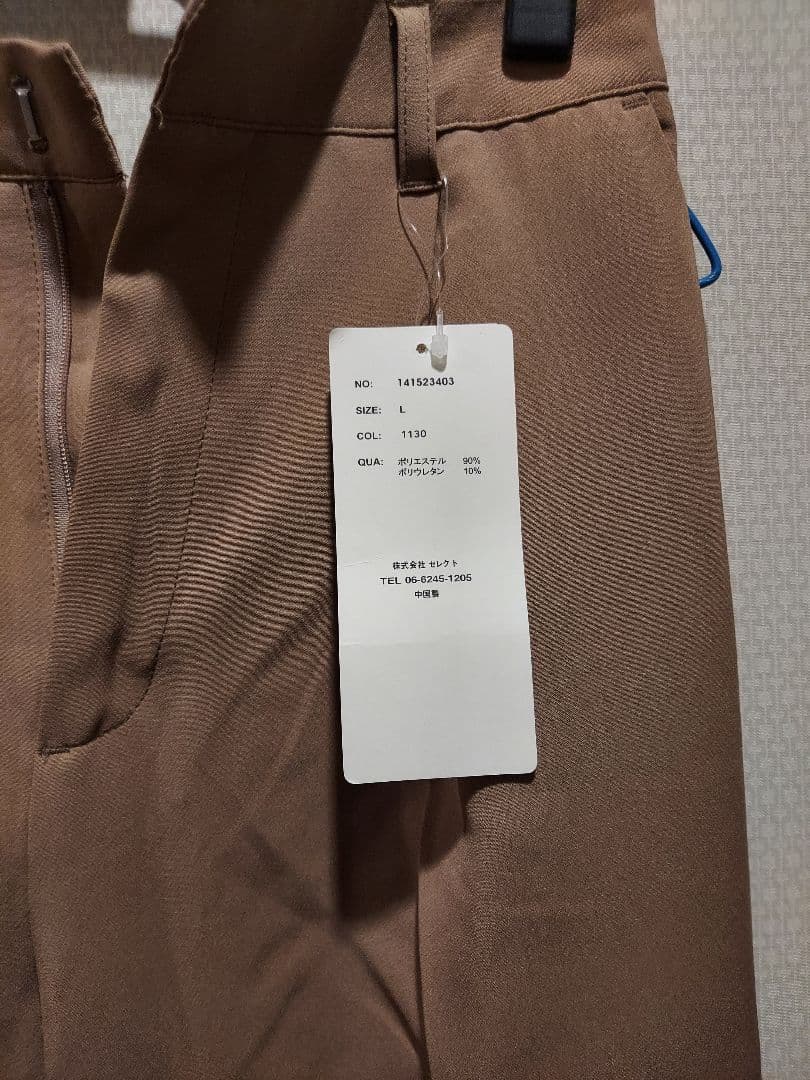 NO: 141523403
SIZE: L
COL: 1130
QUA: ポリエステル 90%
ポリウレタン 10%
株式会社 セレクト
TEL 06-6245-1205
中国製